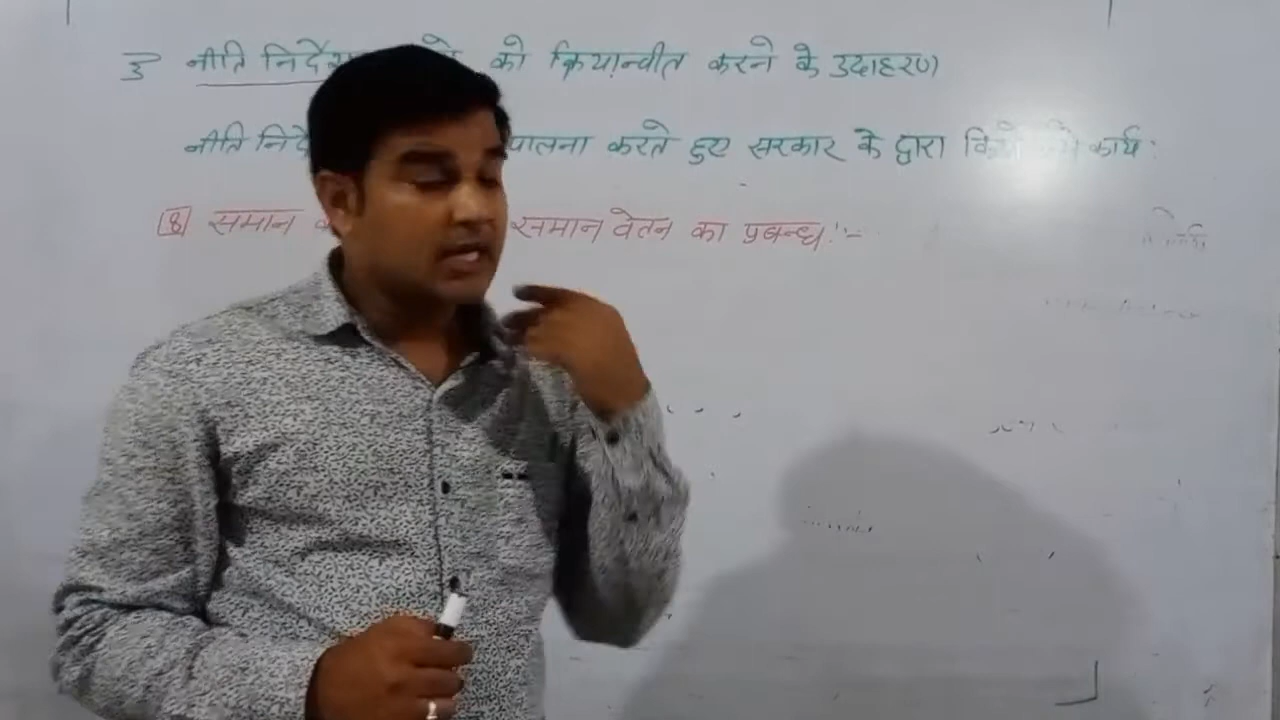 3 नीति निर्देश को क्रियान्वीत करने के उदाहरण
नीति निर्दे पालना करते हुए सरकार के द्वारा कार्य :
8 समान समान वेतन का प्रबन्ध :-